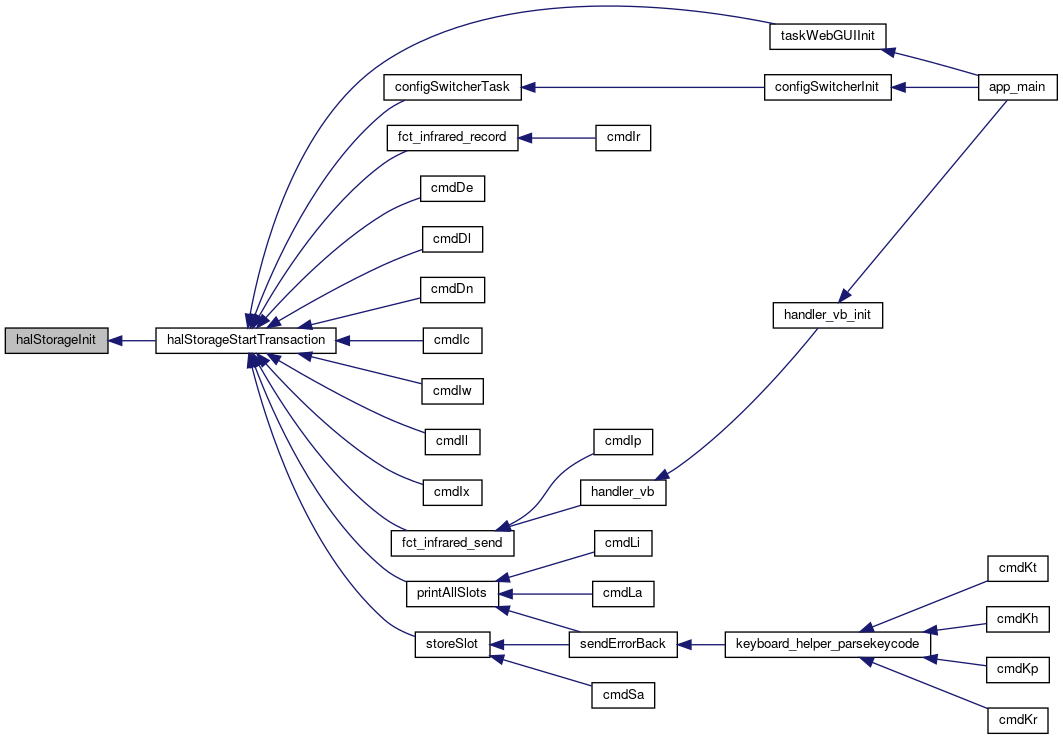 taskWebGUIInit
configSwitcherTask
configSwitcherInit
app_main
fct_infrared_record
cmdIr
cmdDe
cmdDl
cmdDn
handler_vb_init
halStorageInit
halStorageStartTransaction
cmdIc
cmdIw
cmdIl
cmdIp
cmdIx
handler_vb
fct_infrared_send
cmdLi
cmdKt
printAllSlots
cmdLa
cmdKh
storeSlot
sendErrorBack
keyboard_helper_parsekeycode
cmdKp
cmdSa
cmdKr